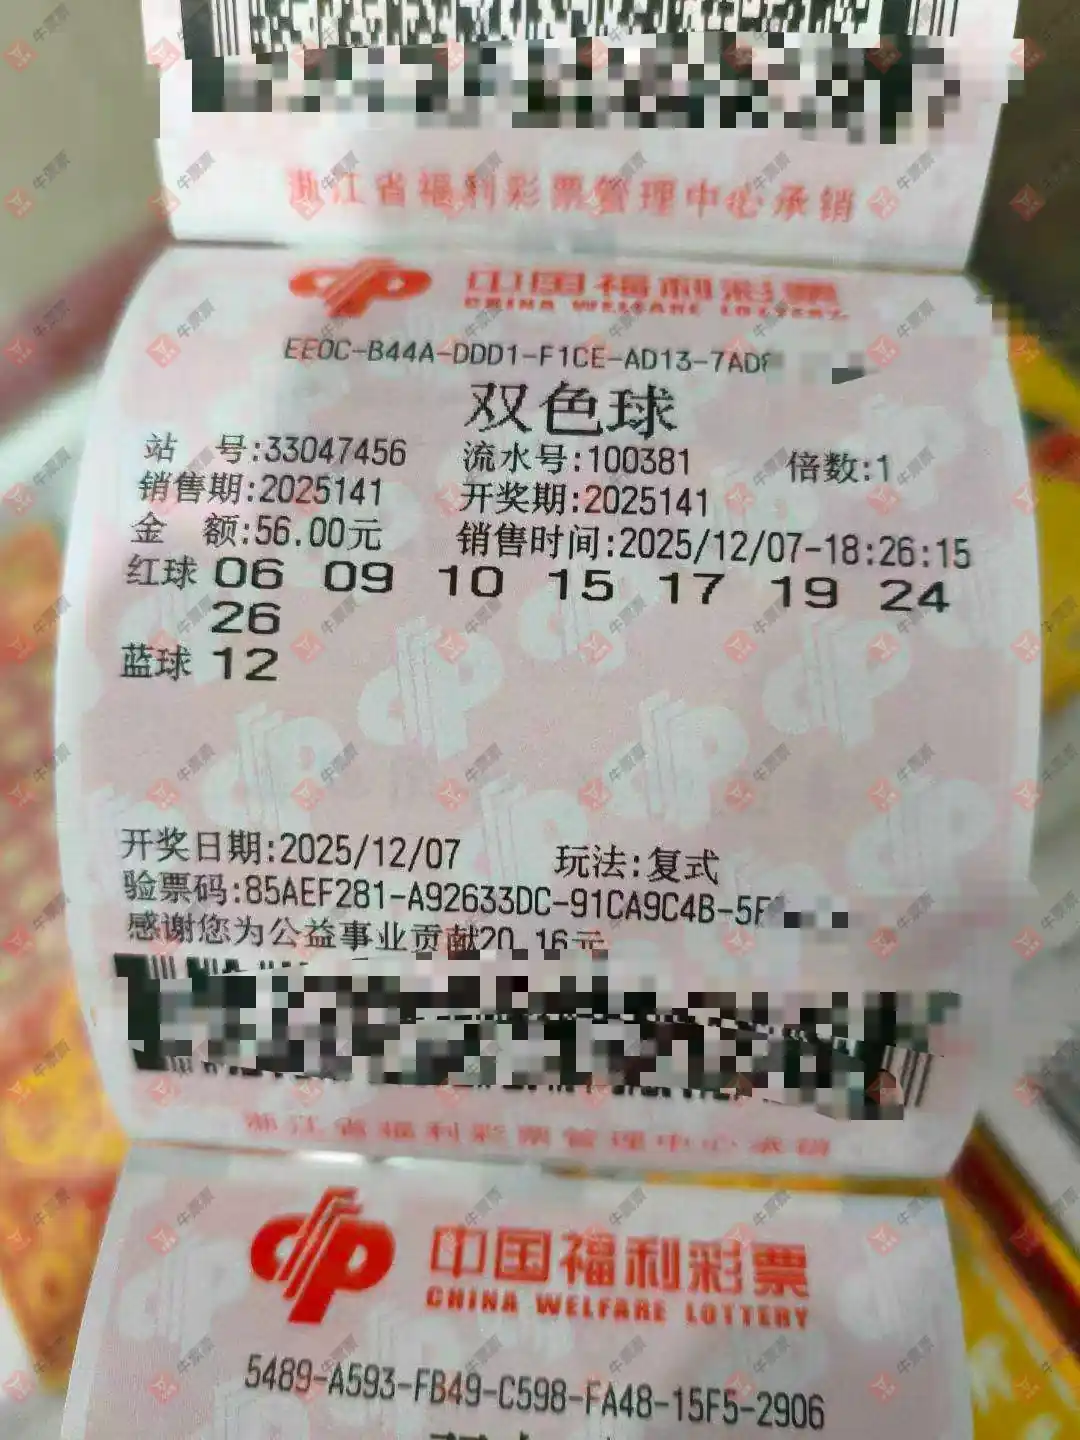 浙江省福利彩票管理中心承销
中国福利彩票
CHINA WELFARE LOTTERY
EE0C-B44A-DDD1-F1CE-AD13-7AD
双色球
站 号:33047456 流水号:100381 倍数:1
销售期:2025141 开奖期:2025141
金 额:56.00元 销售时间:2025/12/07-18:26:15
红球 06 09 10 15 17 19 24
26
蓝球 12
开奖日期:2025/12/07 玩法:复式
验票码:85AEF281-A92633DC-91CA9C4B-5F
感谢您为公益事业贡献20.16元
浙江省福利彩票管理中心承销
中国福利彩票
CHINA WELFARE LOTTERY
5489-A593-FB49-C598-FA48-15F5-2906
牛票票